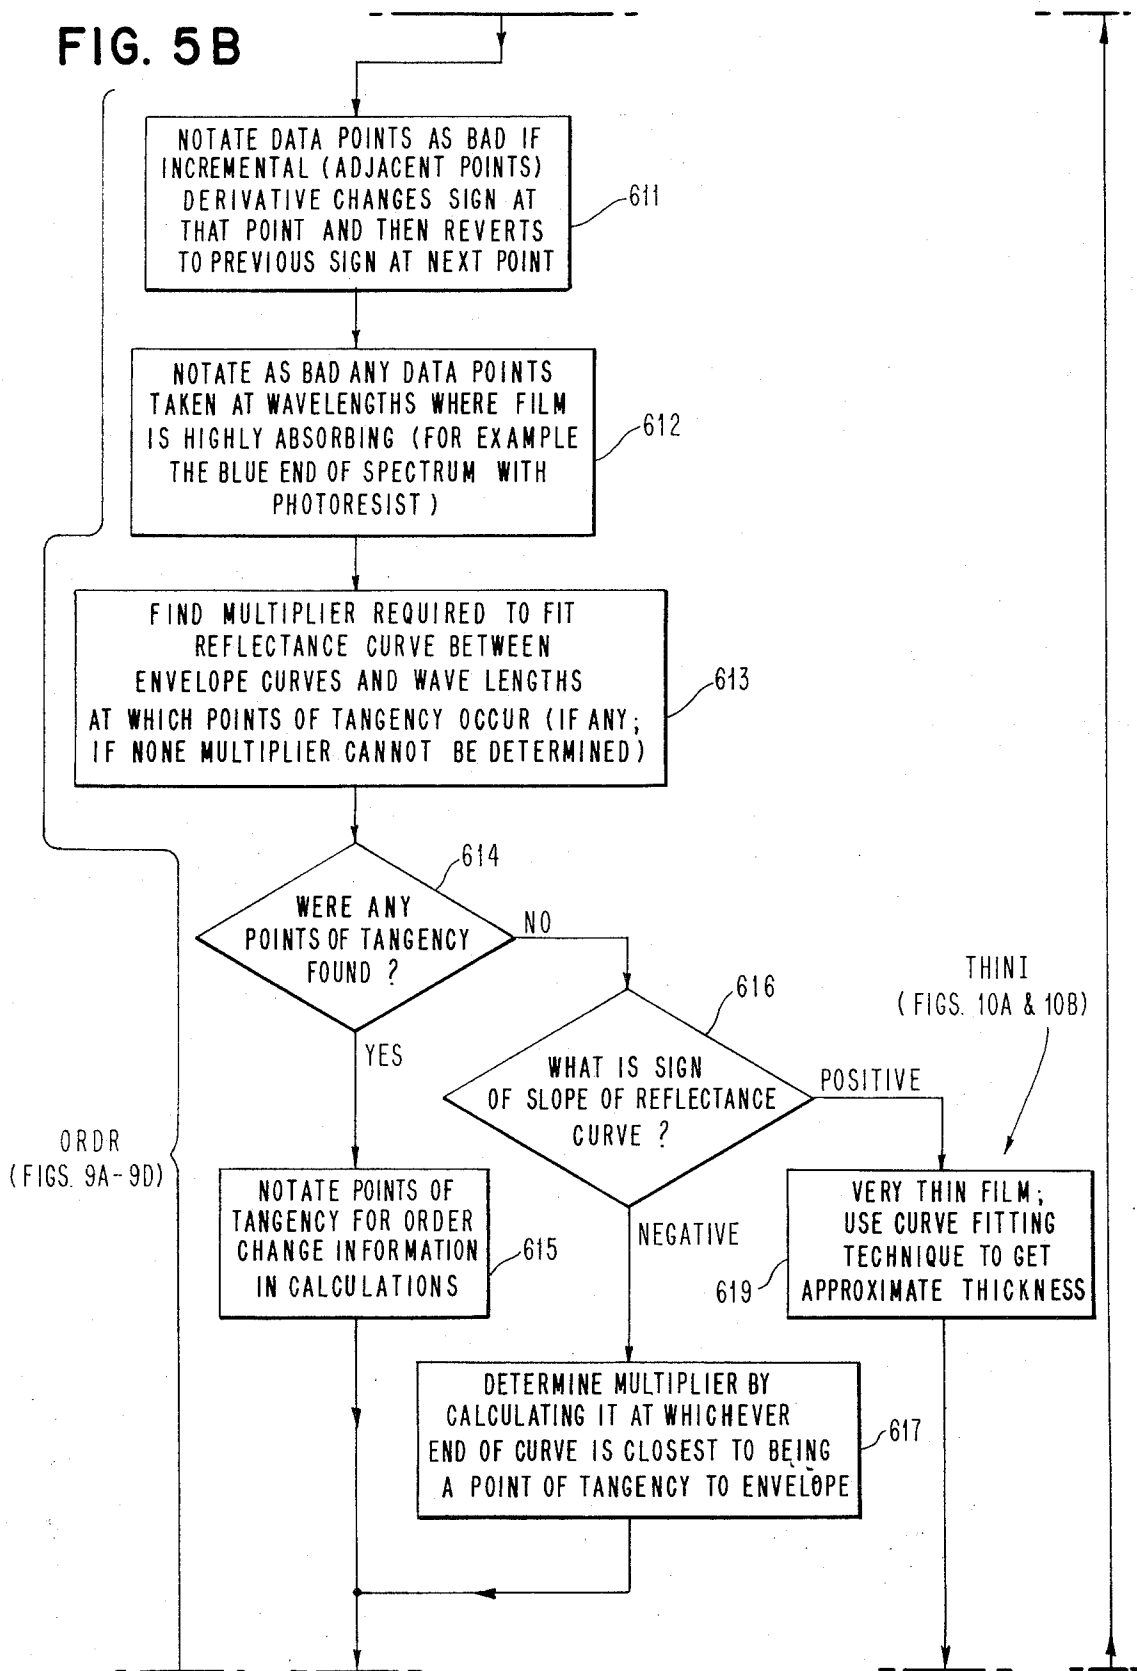 FIG. 5B
NOTATE DATA POINTS AS BAD IF
INCREMENTAL (ADJACENT POINTS)
DERIVATIVE CHANGES SIGN AT
THAT POINT AND THEN REVERTS
TO PREVIOUS SIGN AT NEXT POINT
611
NOTATE AS BAD ANY DATA POINTS
TAKEN AT WAVELENGTHS WHERE FILM
IS HIGHLY ABSORBING (FOR EXAMPLE
THE BLUE END OF SPECTRUM WITH
PHOTORESIST)
612
FIND MULTIPLIER REQUIRED TO FIT
REFLECTANCE CURVE BETWEEN
ENVELOPE CURVES AND WAVE LENGTHS
AT WHICH POINTS OF TANGENCY OCCUR (IF ANY;
IF NONE MULTIPLIER CANNOT BE DETERMINED)
613
614
WERE ANY
POINTS OF TANGENCY
FOUND ?
NO
YES
616
WHAT IS SIGN
OF SLOPE OF REFLECTANCE
CURVE ?
POSITIVE
NEGATIVE
THINI
(FIGS. 10A & 10B)
ORDR
(FIGS. 9A-9D)
NOTATE POINTS OF
TANGENCY FOR ORDER
CHANGE INFORMATION
IN CALCULATIONS
615
VERY THIN FILM;
USE CURVE FITTING
TECHNIQUE TO GET
APPROXIMATE THICKNESS
619
DETERMINE MULTIPLIER BY
CALCULATING IT AT WHICHEVER
END OF CURVE IS CLOSEST TO BEING
A POINT OF TANGENCY TO ENVELOPE
617